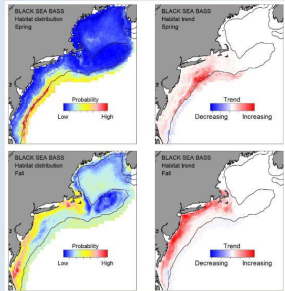 BLACK SEA BASS
Habitat distribution
Spring
Probability
Low High
BLACK SEA BASS
Habitat trend
Spring
Trend
Decreasing Increasing
BLACK SEA BASS
Habitat distribution
Fall
Probability
Low High
BLACK SEA BASS
Habitat trend
Fall
Trend
Decreasing Increasing